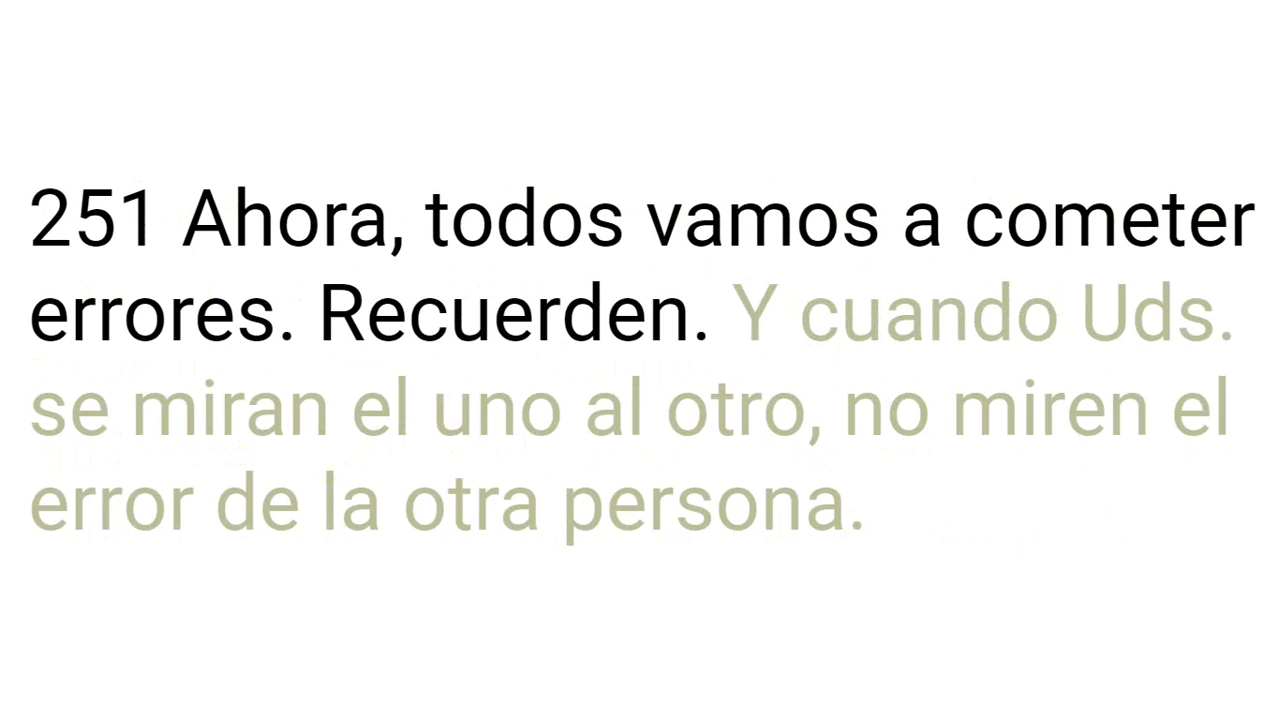 251 Ahora, todos vamos a cometer
errores. Recuerden. Y cuando Uds.
se miran el uno al otro, no miren el
error de la otra persona.